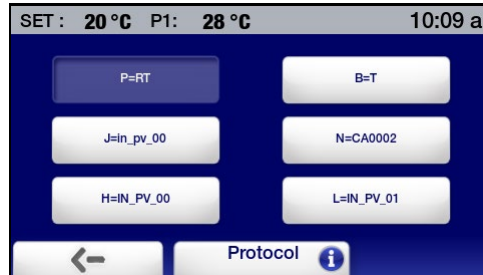 SET : 20 °C P1: 28 °C 10:09 a
P=RT B=T
J=in_pv_00 N=CA0002
H=IN_PV_00 L=IN_PV_01
Protocol i